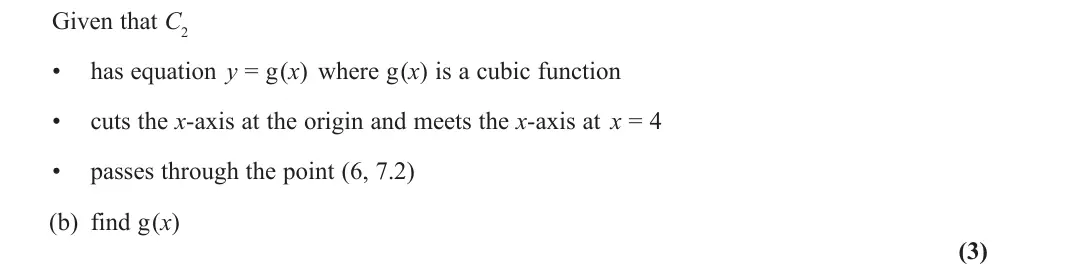 Given that C₂
• has equation y = g(x) where g(x) is a cubic function
• cuts the x-axis at the origin and meets the x-axis at x = 4
• passes through the point (6, 7.2)
(b) find g(x)
(3)